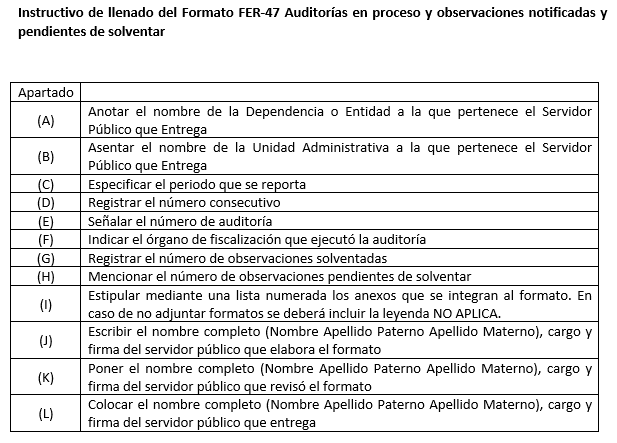 Instructivo de llenado del Formato FER-47 Auditorías en proceso y observaciones notificadas y
pendientes de solventar
Apartado
(A) Anotar el nombre de la Dependencia o Entidad a la que pertenece el Servidor
Público que Entrega
(B) Asentar el nombre de la Unidad Administrativa a la que pertenece el Servidor
Público que Entrega
(C) Especificar el periodo que se reporta
(D) Registrar el número consecutivo
(E) Señalar el número de auditoría
(F) Indicar el órgano de fiscalización que ejecutó la auditoría
(G) Registrar el número de observaciones solventadas
(H) Mencionar el número de observaciones pendientes de solventar
(I) Estipular mediante una lista numerada los anexos que se integran al formato. En
caso de no adjuntar formatos se deberá incluir la leyenda NO APLICA.
(J) Escribir el nombre completo (Nombre Apellido Paterno Apellido Materno), cargo y
firma del servidor público que elabora el formato
(K) Poner el nombre completo (Nombre Apellido Paterno Apellido Materno), cargo y
firma del servidor público que revisó el formato
(L) Colocar el nombre completo (Nombre Apellido Paterno Apellido Materno), cargo y
firma del servidor público que entrega